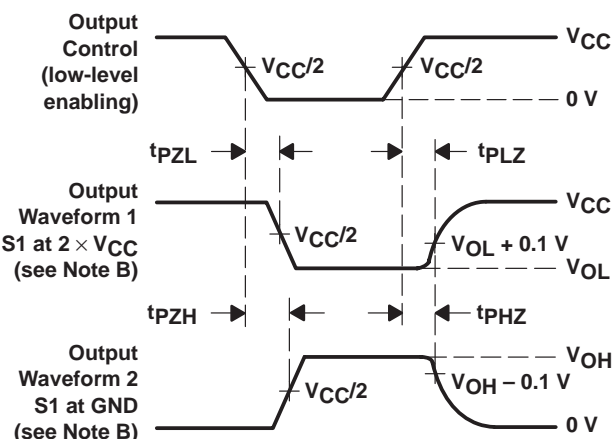 Output
Control
(low-level
enabling)
VCC
VCC/2
VCC/2
0 V
tPZL
tPLZ
Output
Waveform 1
S1 at 2 × VCC
(see Note B)
VCC
VCC/2
VOL + 0.1 V
VOL
tPZH
tPHZ
Output
Waveform 2
S1 at GND
(see Note B)
VOH
VCC/2
VOH − 0.1 V
0 V